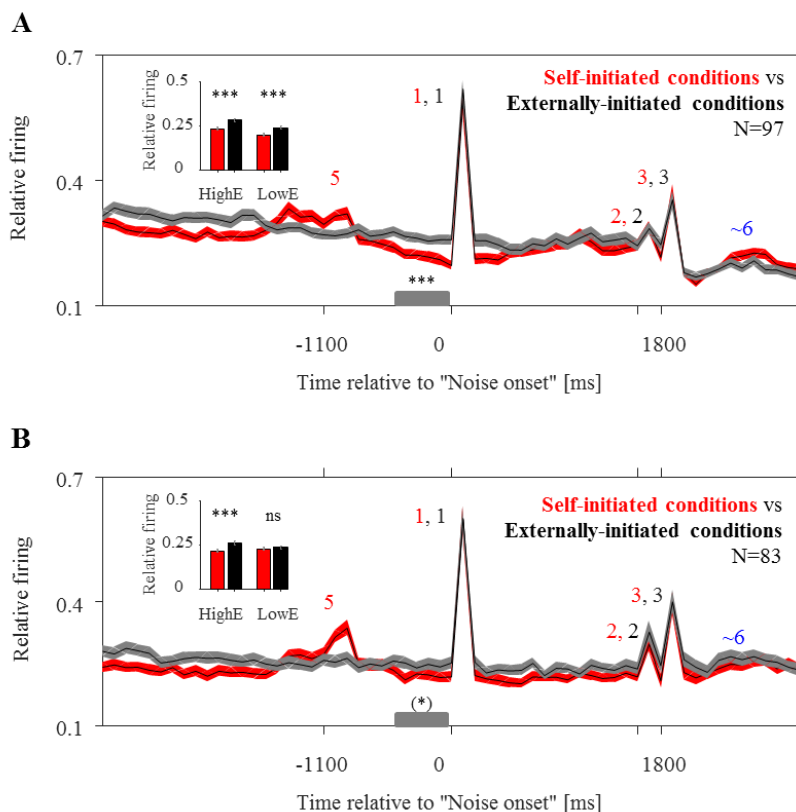 A
0.7
0.4
0.1
Relative firing
0.5
0.25
0
Relative firing
*** ***
HighE LowE
Self-initiated conditions vs
Externally-initiated conditions
N=97
5
1, 1
2, 2
3, 3
~6
***
-1100 0 1800
Time relative to "Noise onset" [ms]
B
0.7
0.4
0.1
Relative firing
0.5
0.25
0
Relative firing
*** ns
HighE LowE
Self-initiated conditions vs
Externally-initiated conditions
N=83
5
1, 1
2, 2
3, 3
~6
(*)
-1100 0 1800
Time relative to "Noise onset" [ms]